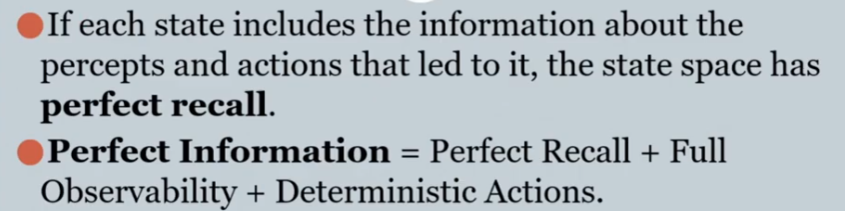 ●If each state includes the information about the
percepts and actions that led to it, the state space has
perfect recall.
●Perfect Information = Perfect Recall + Full
Observability + Deterministic Actions.